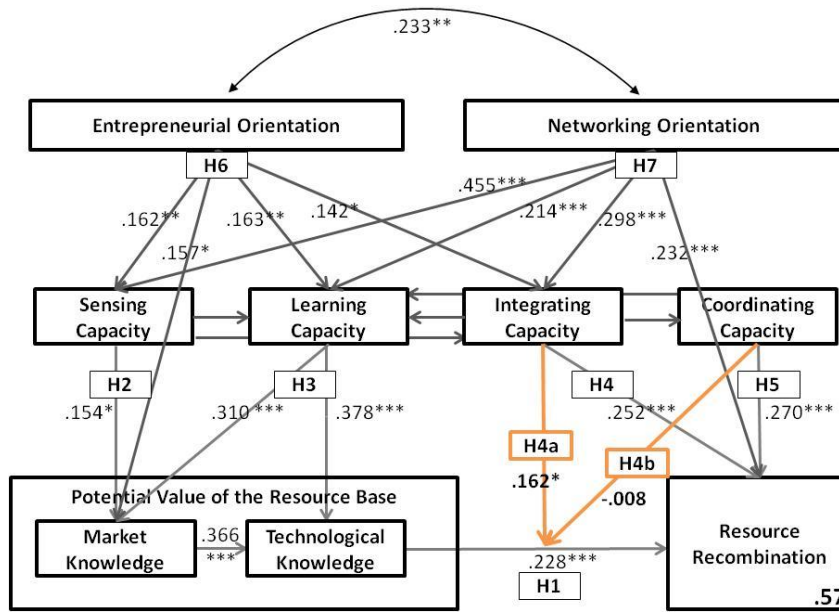 .233**
Entrepreneurial Orientation
Networking Orientation
H6
H7
.162**
.157*
.163**
.142*
.455***
.214***
.298***
.232***
Sensing
Capacity
Learning
Capacity
Integrating
Capacity
Coordinating
Capacity
H2
H3
H4
H5
.154*
.310***
.378***
.252***
.270***
H4a
H4b
.162*
-.008
Potential Value of the Resource Base
Market
Knowledge
.366
***
Technological
Knowledge
.228***
H1
Resource
Recombination
.57